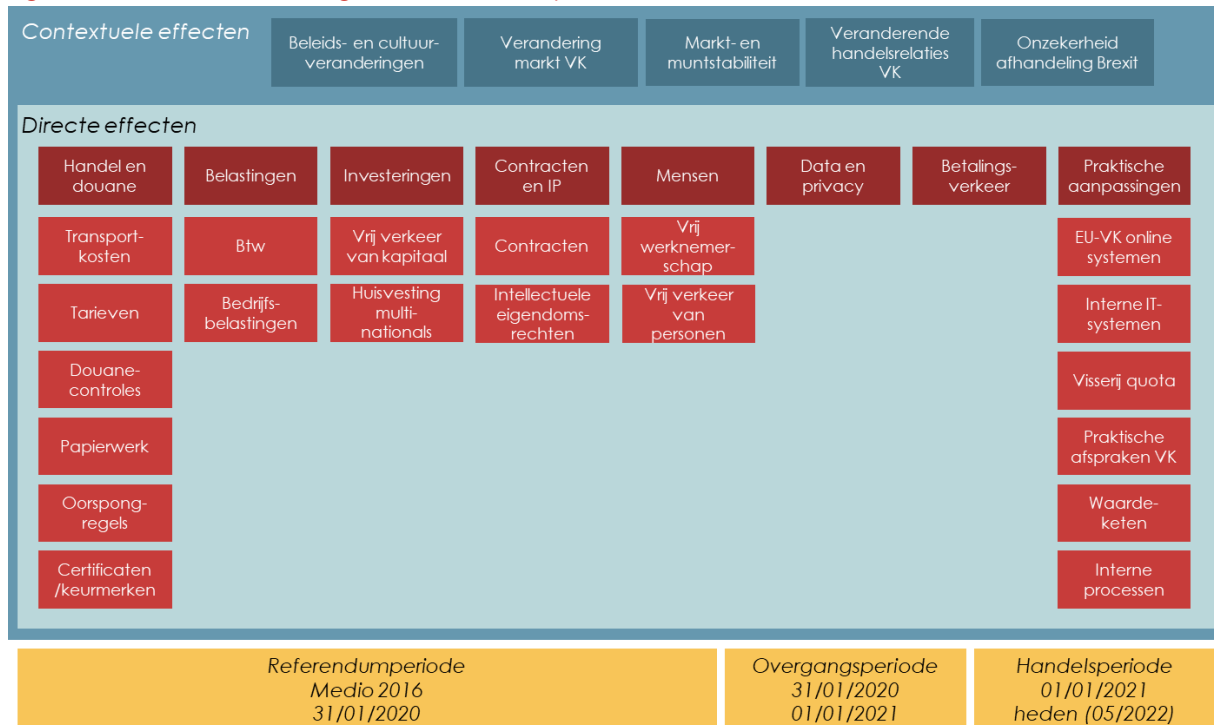 Contextuele effecten
Beleids- en cultuur-
veranderingen
Verandering
markt VK
Markt- en
muntstabiliteit
Veranderende
handelsrelaties
VK
Onzekerheid
afhandeling Brexit
Directe effecten
Handel en
douane
Belastingen
Investeringen
Contracten
en IP
Mensen
Data en
privacy
Betalings-
verkeer
Praktische
aanpassingen
Transport-
kosten
Btw
Vrij verkeer
van kapitaal
Contracten
Vrij
werknemer-
schap
EU-VK online
systemen
Tarieven
Bedrijfs-
belastingen
Huisvesting
multi-
nationals
Intellectuele
eigendoms-
rechten
Vrij verkeer
van
personen
Interne IT-
systemen
Douane-
controles
Visserij quota
Papierwerk
Praktische
afspraken VK
Oorspong-
regels
Waarde-
keten
Certificaten
/keurmerken
Interne
processen
Referendumperiode
Medio 2016
31/01/2020
Overgangsperiode
31/01/2020
01/01/2021
Handelsperiode
01/01/2021
heden (05/2022)